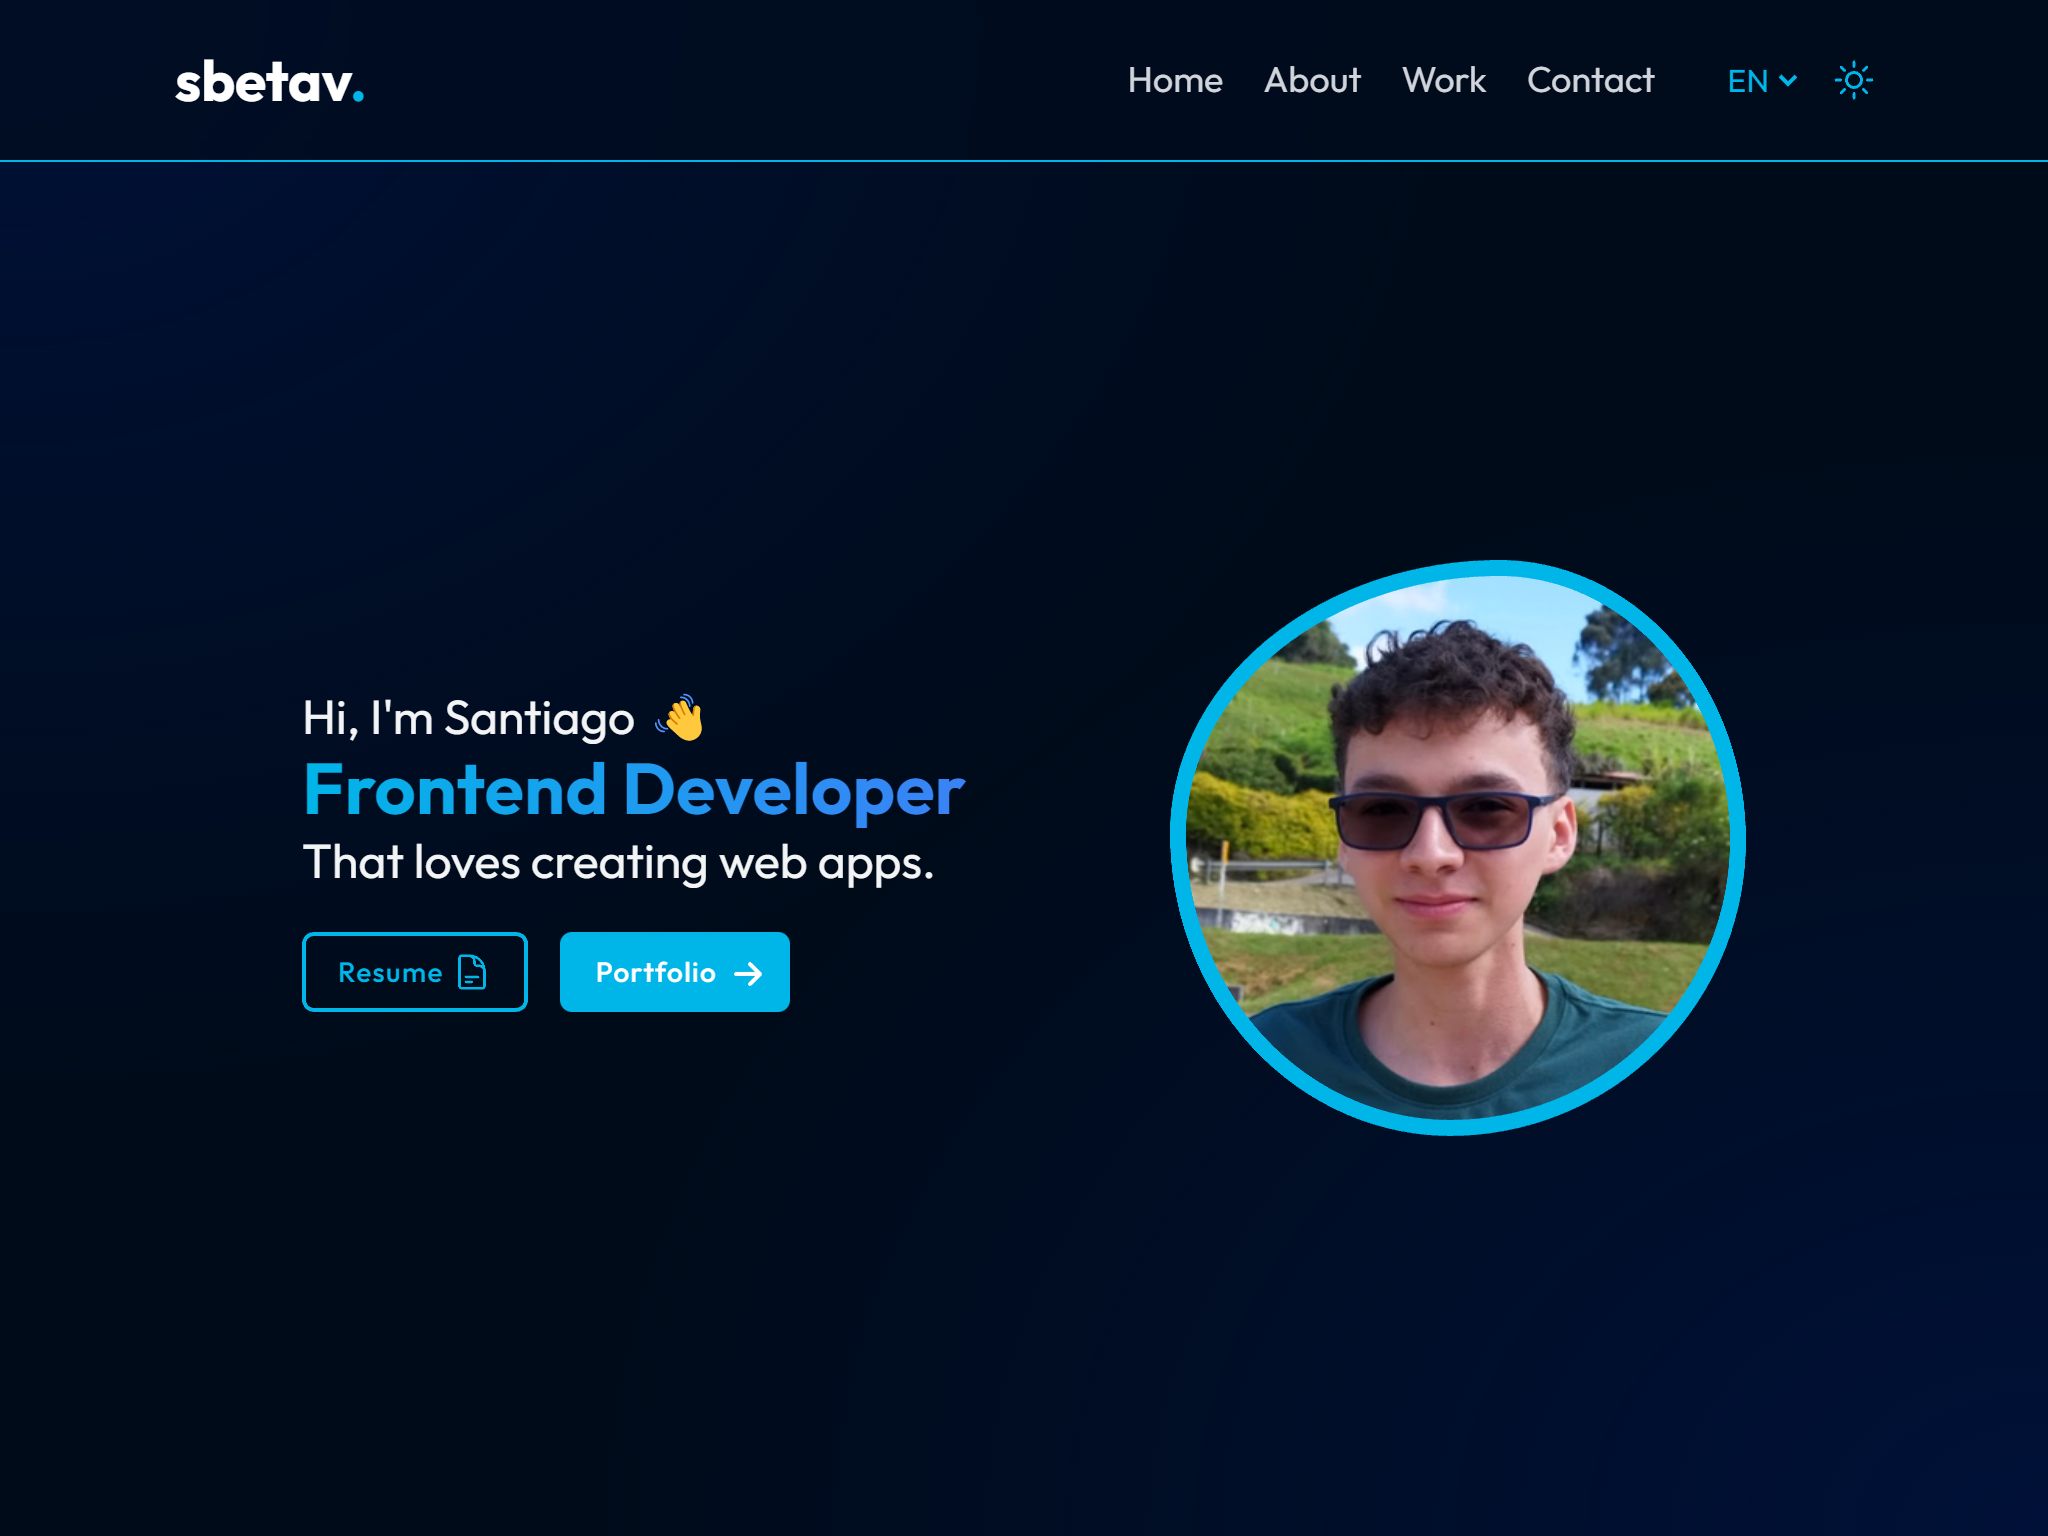 sbetav.
Home About Work Contact EN
Hi, I'm Santiago 👋
Frontend Developer
That loves creating web apps.
Resume Portfolio